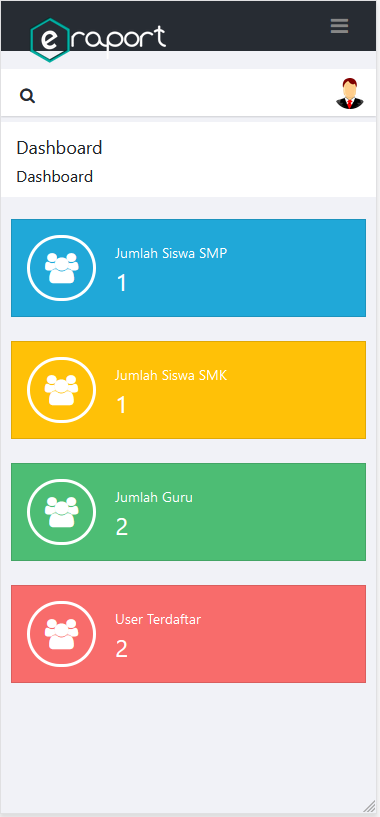 eraport
Dashboard
Dashboard
Jumlah Siswa SMP
1
Jumlah Siswa SMK
1
Jumlah Guru
2
User Terdaftar
2